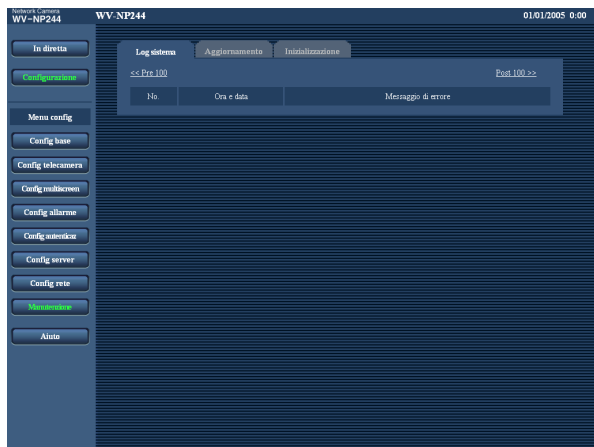 Network Camera
WV-NP244
WV-NP244
01/01/2005 0:00
In diretta
Configurazione
Menu config
Config base
Config telecamera
Config multiscreen
Config allarme
Config autenticaz
Config server
Config rete
Manutenzione
Aiuto
Log sistema
Aggiornamento
Inizializzazione
<< Pre 100
Post 100 >>
No.
Ora e data
Messaggio di errore